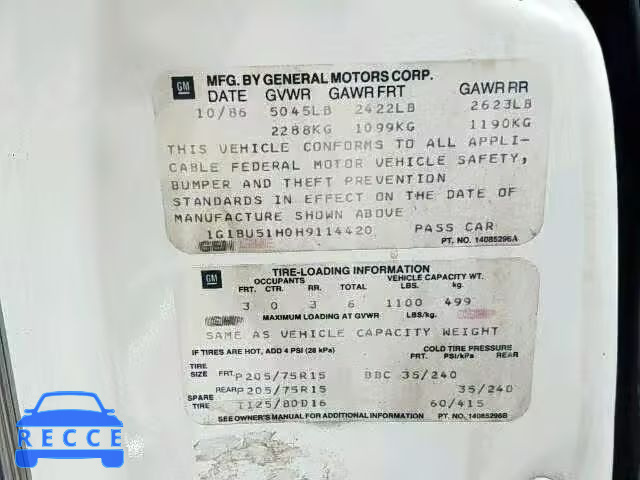 GM
MFG. BY GENERAL MOTORS CORP.
DATE GVWR GAWR FRT GAWR RR
10/86 5045LB 2422LB 2623LB
2288KG 1099KG 1190KG
THIS VEHICLE CONFORMS TO ALL APPLI-
CABLE FEDERAL MOTOR VEHICLE SAFETY,
BUMPER AND THEFT PREVENTION
STANDARDS IN EFFECT ON THE DATE OF
MANUFACTURE SHOWN ABOVE
1G1BU51H0H9114420 PASS CAR
PT. NO. 14085296A
GM
TIRE-LOADING INFORMATION
OCCUPANTS VEHICLE CAPACITY WT.
FRT. CTR. RR. TOTAL LBS. kg.
3 0 3 6 1100 499
MAXIMUM LOADING AT GVWR LBS/kg.
SAME AS VEHICLE CAPACITY WEIGHT
IF TIRES ARE HOT, ADD 4 PSI (28 kPa) COLD TIRE PRESSURE
TIRE SIZE FRT. PSI/kPa REAR
FRT. P205/75R15 BBC 35/240
REAR P205/75R15 35/240
SPARE TIRE T125/80D16 60/415
SEE OWNER'S MANUAL FOR ADDITIONAL INFORMATION PT. NO. 14085296B
RECCE